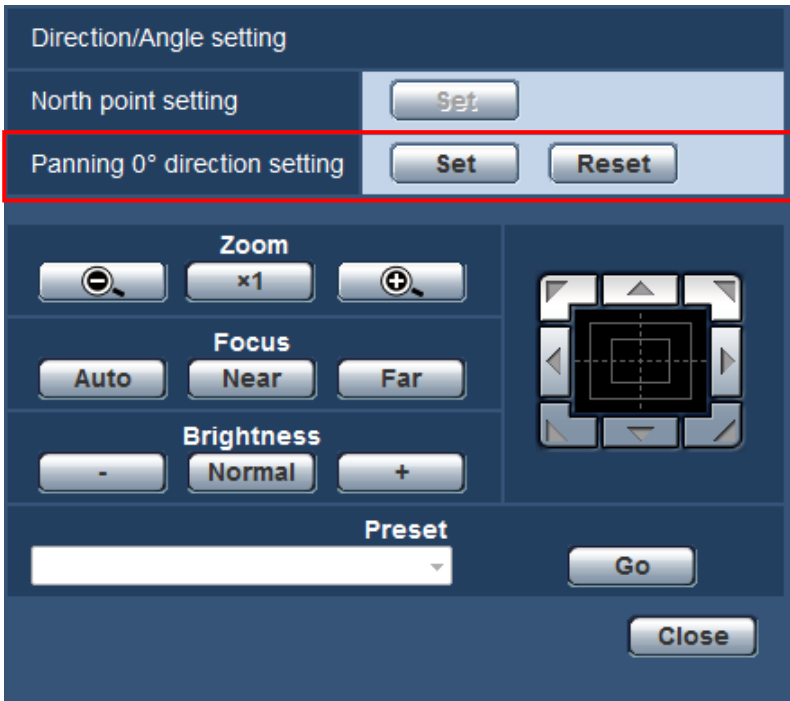 Direction/Angle setting
North point setting Set
Panning 0° direction setting Set Reset
Zoom
×1
Focus
Auto Near Far
Brightness
- Normal +
Preset
Go
Close